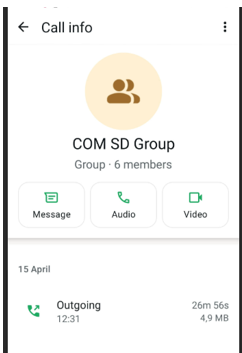 Call info
COM SD Group
Group · 6 members
Message Audio Video
15 April
Outgoing 26m 56s
12:31 4,9 MB